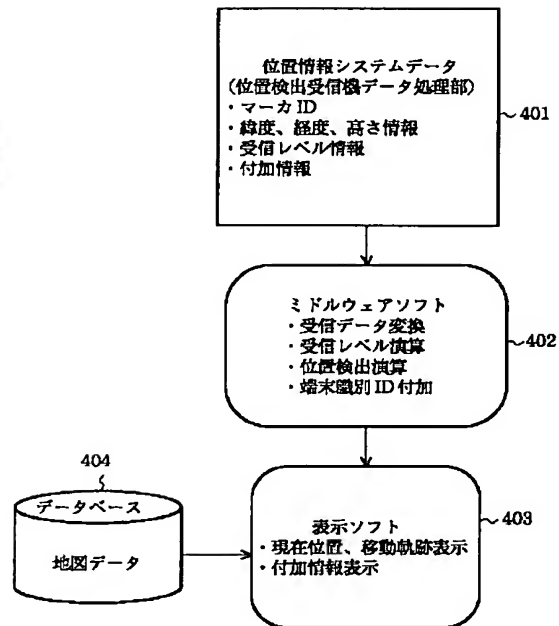 位置情報システムデータ
(位置検出受信機データ処理部)
・マーカID
・緯度、経度、高さ情報
・受信レベル情報
・付加情報
401
ミドルウェアソフト
・受信データ変換
・受信レベル演算
・位置検出演算
・端末識別ID付加
402
404
データベース
地図データ
表示ソフト
・現在位置、移動軌跡表示
・付加情報表示
403